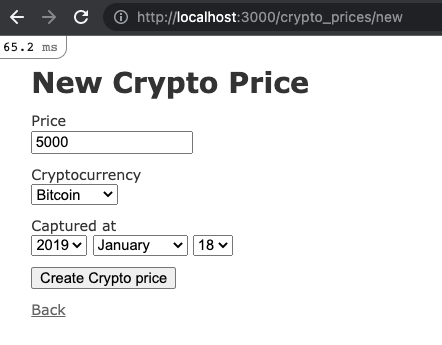 http://localhost:3000/crypto_prices/new
65.2 ms
New Crypto Price
Price
5000
Cryptocurrency
Bitcoin
Captured at
2019 January 18
Create Crypto price
Back